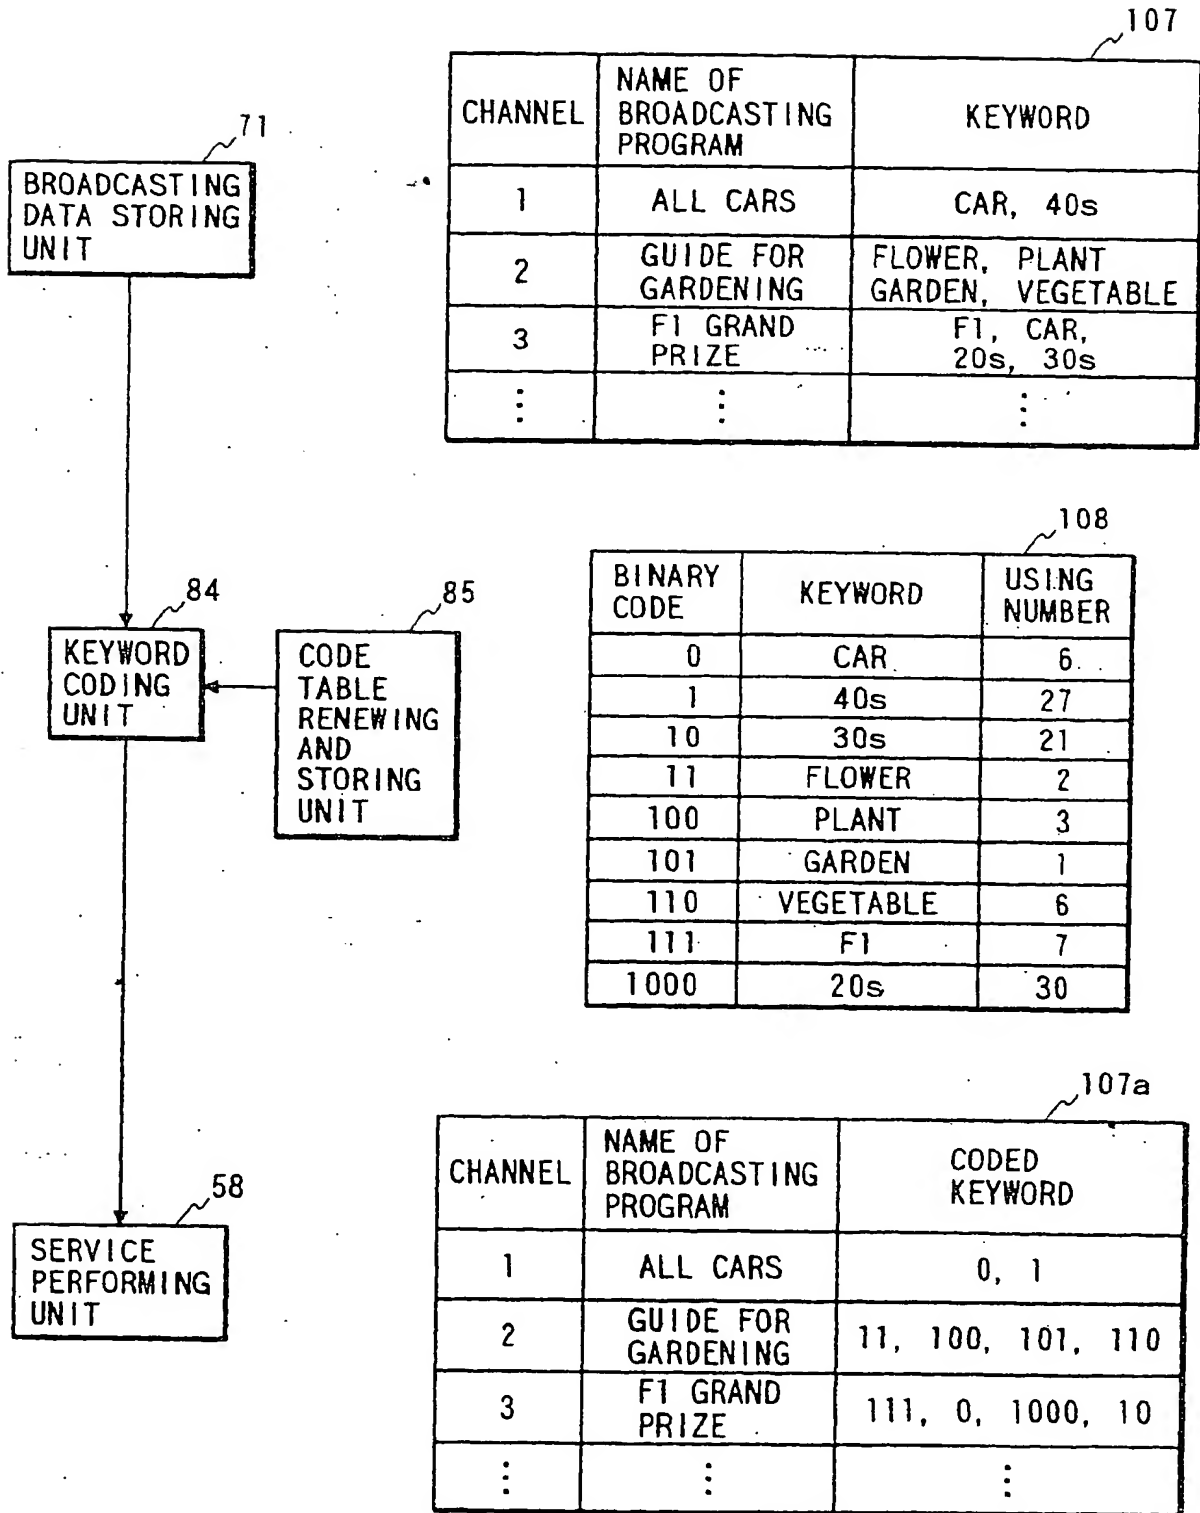 107
CHANNEL NAME OF BROADCASTING PROGRAM KEYWORD
1 ALL CARS CAR, 40s
2 GUIDE FOR GARDENING FLOWER, PLANT GARDEN, VEGETABLE
3 F1 GRAND PRIZE F1, CAR, 20s, 30s
⋮ ⋮ ⋮
71
BROADCASTING
DATA STORING
UNIT
84
KEYWORD
CODING
UNIT
85
CODE
TABLE
RENEWING
AND
STORING
UNIT
108
BINARY CODE KEYWORD USING NUMBER
0 CAR 6
1 40s 27
10 30s 21
11 FLOWER 2
100 PLANT 3
101 GARDEN 1
110 VEGETABLE 6
111 F1 7
1000 20s 30
58
SERVICE
PERFORMING
UNIT
107a
CHANNEL NAME OF BROADCASTING PROGRAM CODED KEYWORD
1 ALL CARS 0, 1
2 GUIDE FOR GARDENING 11, 100, 101, 110
3 F1 GRAND PRIZE 111, 0, 1000, 10
⋮ ⋮ ⋮